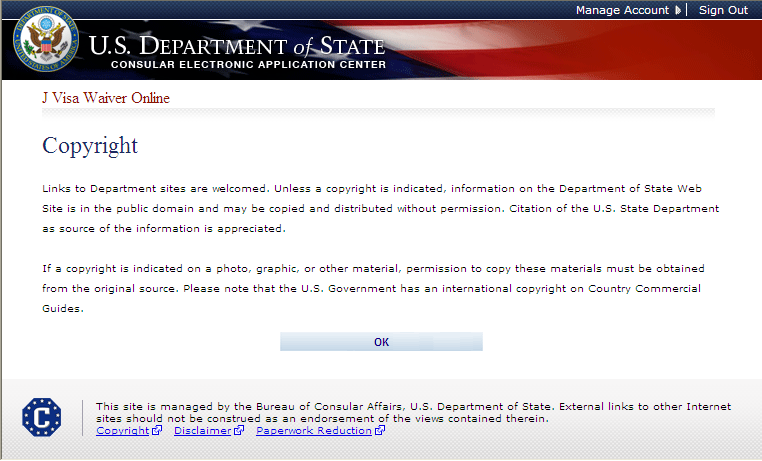 Manage Account Sign Out
U.S. DEPARTMENT of STATE
CONSULAR ELECTRONIC APPLICATION CENTER
J Visa Waiver Online
Copyright
Links to Department sites are welcomed. Unless a copyright is indicated, information on the Department of State Web
Site is in the public domain and may be copied and distributed without permission. Citation of the U.S. State Department
as source of the information is appreciated.
If a copyright is indicated on a photo, graphic, or other material, permission to copy these materials must be obtained
from the original source. Please note that the U.S. Government has an international copyright on Country Commercial
Guides.
OK
C
This site is managed by the Bureau of Consular Affairs, U.S. Department of State. External links to other Internet
sites should not be construed as an endorsement of the views contained therein.
Copyright Disclaimer Paperwork Reduction